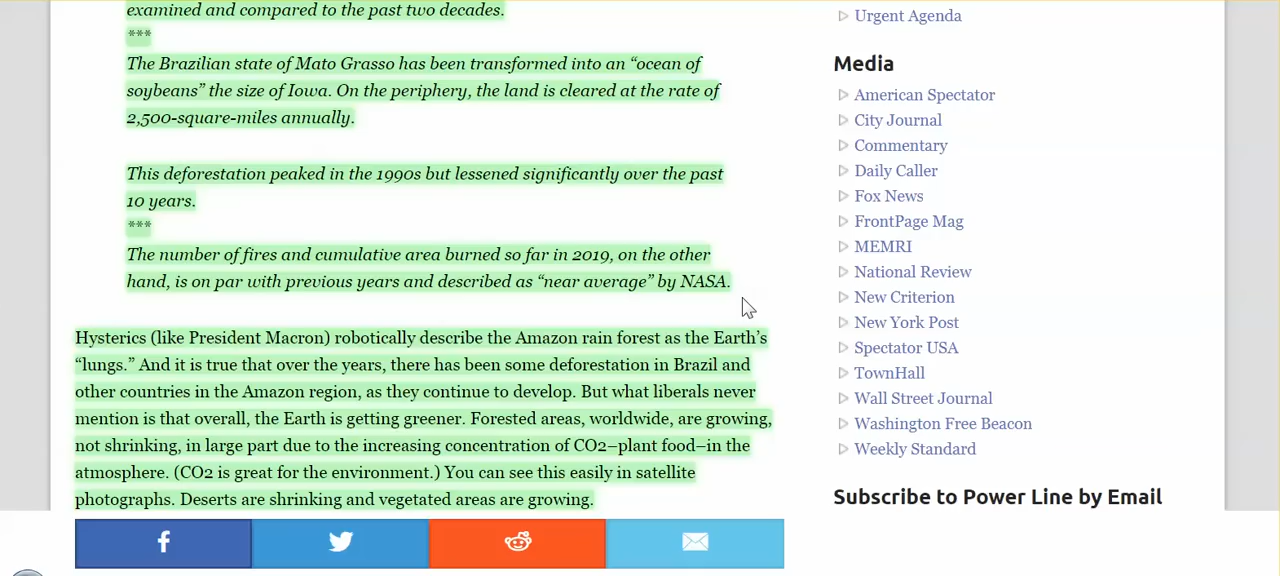 examined and compared to the past two decades.
***
The Brazilian state of Mato Grasso has been transformed into an “ocean of
soybeans” the size of Iowa. On the periphery, the land is cleared at the rate of
2,500-square-miles annually.
This deforestation peaked in the 1990s but lessened significantly over the past
10 years.
***
The number of fires and cumulative area burned so far in 2019, on the other
hand, is on par with previous years and described as “near average” by NASA.
Hysterics (like President Macron) robotically describe the Amazon rain forest as the Earth’s
“lungs.” And it is true that over the years, there has been some deforestation in Brazil and
other countries in the Amazon region, as they continue to develop. But what liberals never
mention is that overall, the Earth is getting greener. Forested areas, worldwide, are growing,
not shrinking, in large part due to the increasing concentration of CO2–plant food–in the
atmosphere. (CO2 is great for the environment.) You can see this easily in satellite
photographs. Deserts are shrinking and vegetated areas are growing.
Urgent Agenda
Media
American Spectator
City Journal
Commentary
Daily Caller
Fox News
FrontPage Mag
MEMRI
National Review
New Criterion
New York Post
Spectator USA
TownHall
Wall Street Journal
Washington Free Beacon
Weekly Standard
Subscribe to Power Line by Email